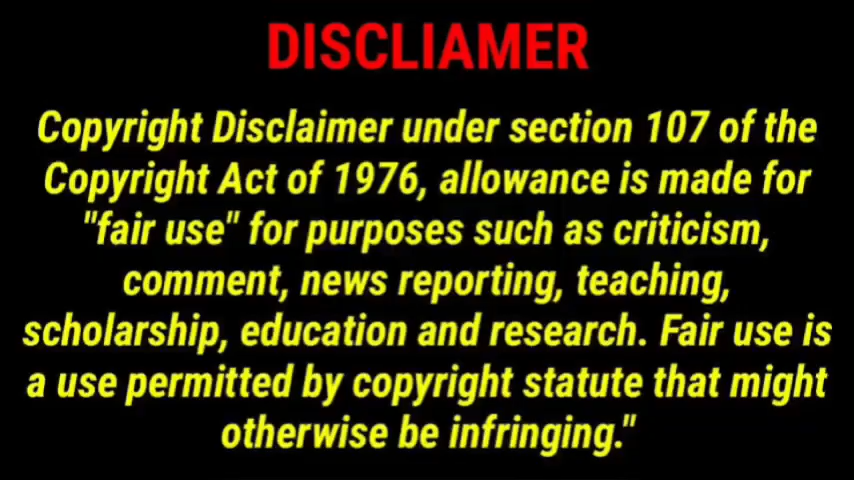 DISCLIAMER
Copyright Disclaimer under section 107 of the
Copyright Act of 1976, allowance is made for
"fair use" for purposes such as criticism,
comment, news reporting, teaching,
scholarship, education and research. Fair use is
a use permitted by copyright statute that might
otherwise be infringing."